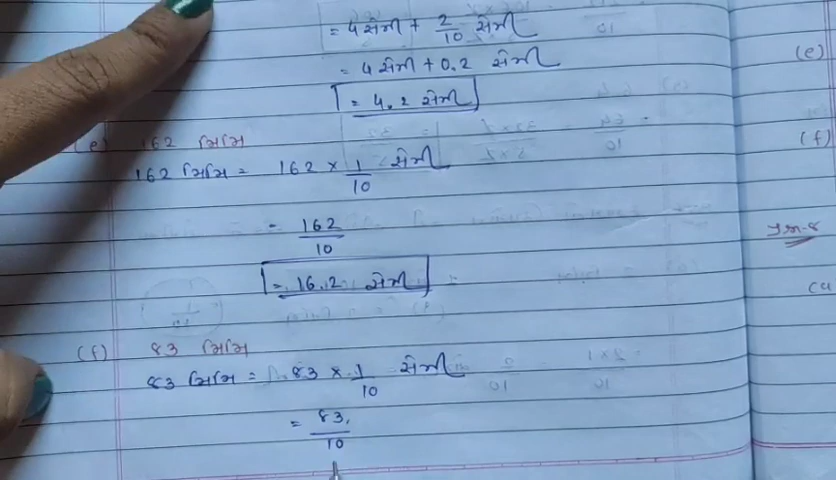 = 4 સેમી + 2/10 સેમી
= 4 સેમી + 0.2 સેમી
= 4.2 સેમી
(e) 162 મિમિ
162 મિમિ = 162 × 1/10 સેમી
= 162/10
= 16.2 સેમી
(f) 83 મિમિ
83 મિમિ = 83 × 1/10 સેમી
= 83/10
(e)
(f)